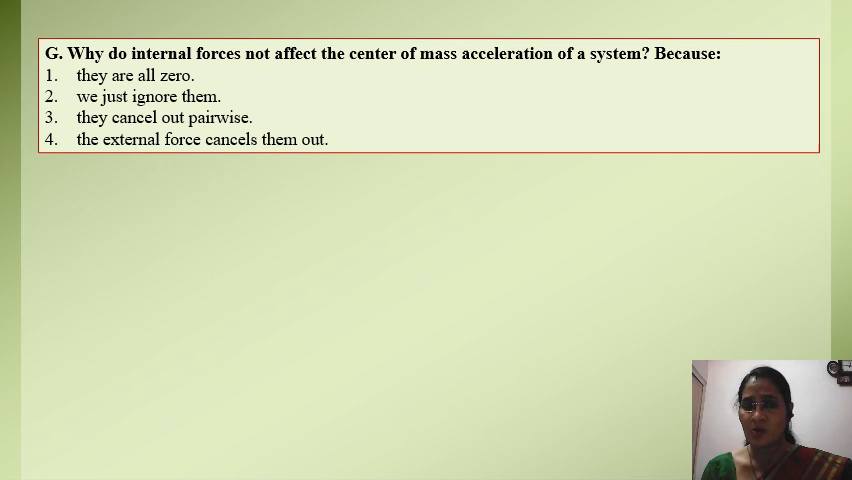 G. Why do internal forces not affect the center of mass acceleration of a system? Because:
1. they are all zero.
2. we just ignore them.
3. they cancel out pairwise.
4. the external force cancels them out.